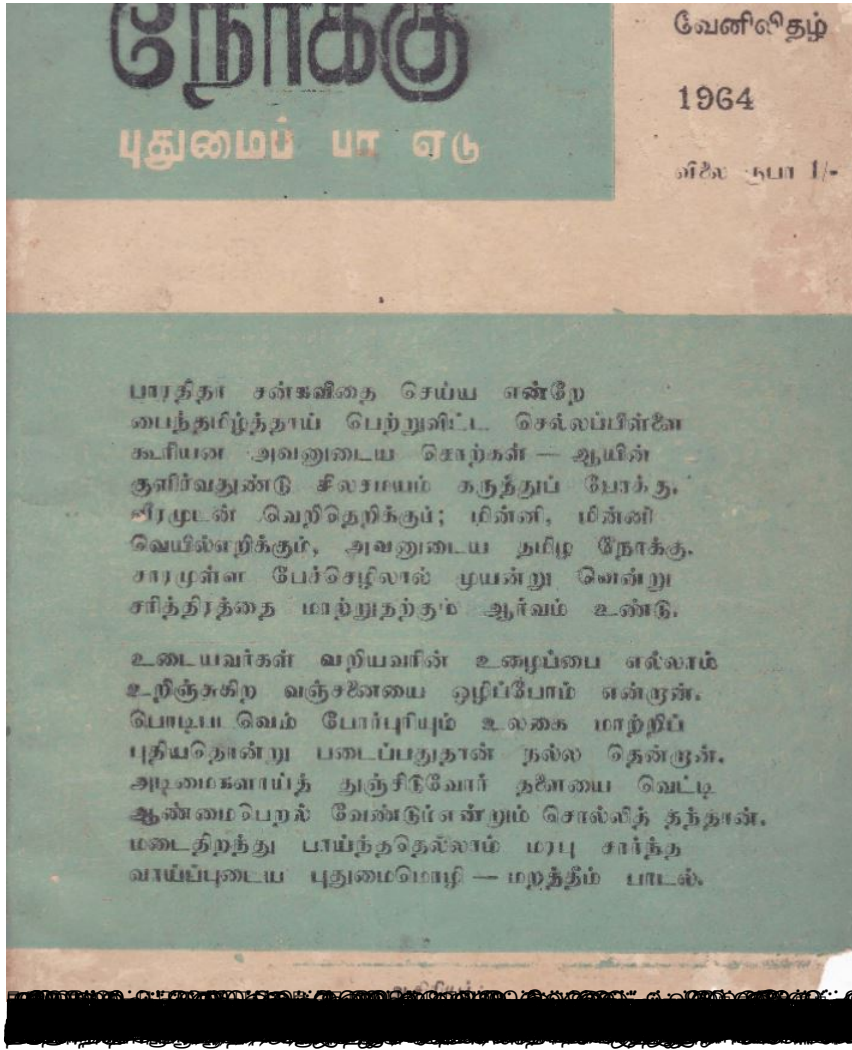 வேனிலிதழ்
நோக்கு
1964
புதுமைப் பா ஏடு
விலை ரூபா 1/-
பாரதிதா சன்கவிதை செய்ய என்றே
பைந்தமிழ்த்தாய் பெற்றுவிட்ட செல்லப்பிள்ளை
கூரியன அவனுடைய சொற்கள் — ஆயின்
குளிர்வதுண்டு சிலசமயம் கருத்துப் போக்கு.
வீரமுடன் வெறிதெறிக்கும்; மின்னி, மின்னி
வெயில்எறிக்கும், அவனுடைய தமிழ நோக்கு.
சாரமுள்ள பேச்செழிலால் முயன்று வென்று
சரித்திரத்தை மாற்றுதற்கும் ஆர்வம் உண்டு.
உடையவர்கள் வறியவரின் உழைப்பை எல்லாம்
உறிஞ்சுகிற வஞ்சனையை ஒழிப்போம் என்றான்.
பொடிபட வெம் போர்புரியும் உலகை மாற்றிப்
புதியதொன்று படைப்பதுதான் நல்ல தென்றான்.
அடிமைகளாய்த் துஞ்சிடுவோர் தளையை வெட்டி
ஆண்மைபெறல் வேண்டும்என்றும் சொல்லித் தந்தான்.
மடைதிறந்து பாய்ந்ததெல்லாம் மரபு சார்ந்த
வாய்ப்புடைய புதுமைமொழி — மறத்தீம் பாடல்.